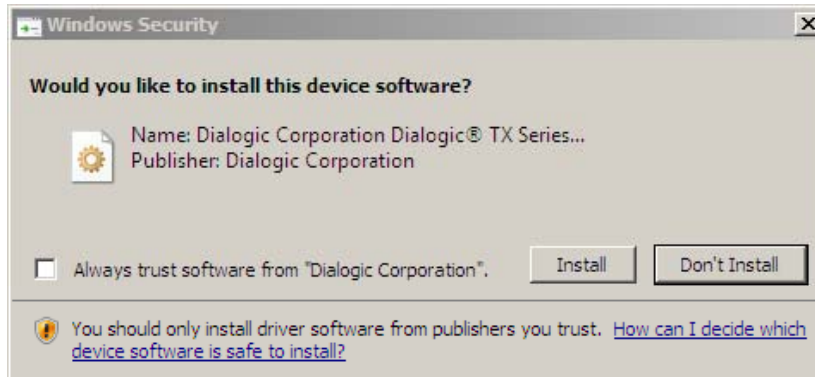 Windows Security
Would you like to install this device software?
Name: Dialogic Corporation Dialogic® TX Series...
Publisher: Dialogic Corporation
Always trust software from "Dialogic Corporation".
Install
Don't Install
You should only install driver software from publishers you trust. How can I decide which
device software is safe to install?